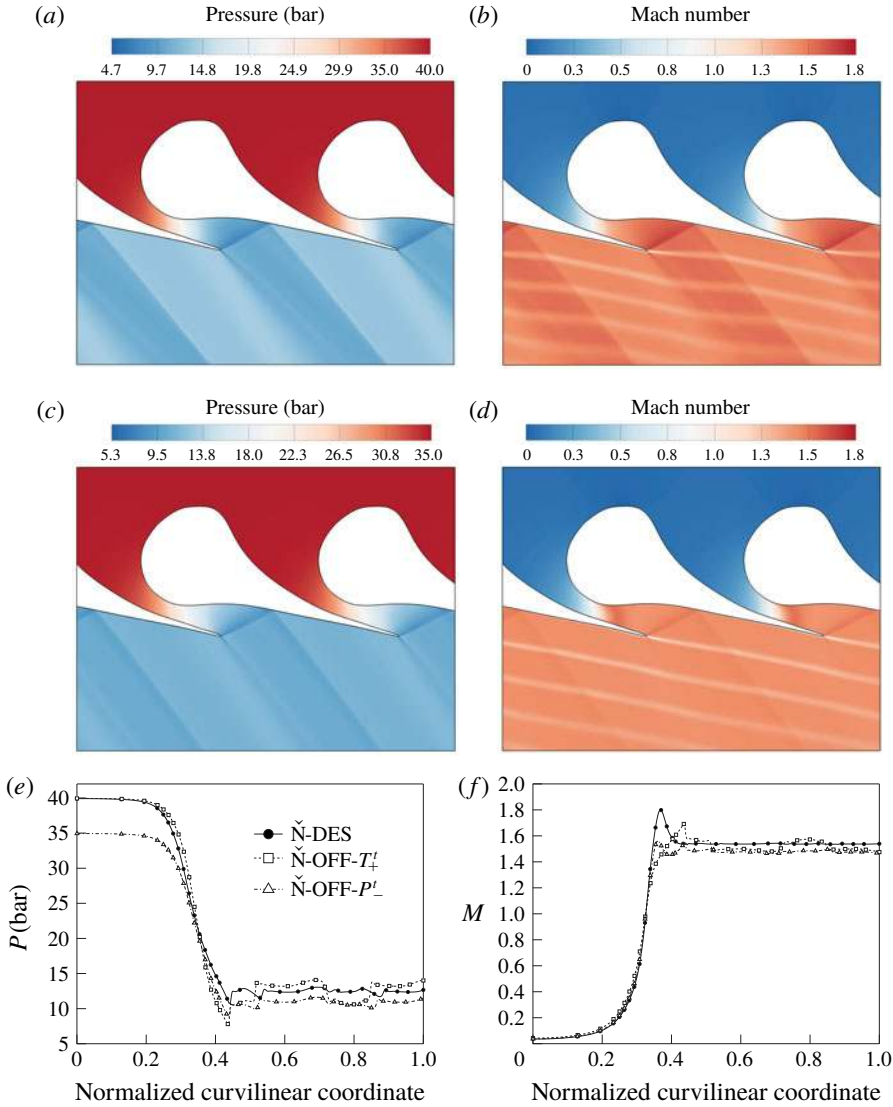 (a)
Pressure (bar)
4.7 9.7 14.8 19.8 24.9 29.9 35.0 40.0
(b)
Mach number
0 0.3 0.5 0.8 1.0 1.3 1.5 1.8
(c)
Pressure (bar)
5.3 9.5 13.8 18.0 22.3 26.5 30.8 35.0
(d)
Mach number
0 0.3 0.5 0.8 1.0 1.3 1.5 1.8
(e)
40
35
30
25
20
15
10
5
P (bar)
Ň-DES
Ň-OFF-Tᵗ₊
Ň-OFF-Pᵗ₋
0 0.2 0.4 0.6 0.8 1.0
Normalized curvilinear coordinate
(f)
2.0
1.8
1.6
1.4
1.2
1.0
0.8
0.6
0.4
0.2
M
0 0.2 0.4 0.6 0.8 1.0
Normalized curvilinear coordinate